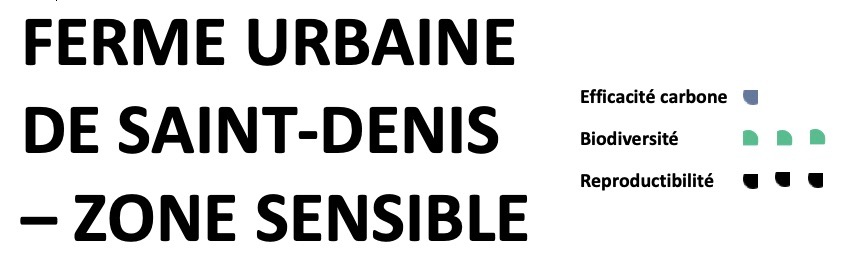 FERME URBAINE
DE SAINT-DENIS
– ZONE SENSIBLE
Efficacité carbone
Biodiversité
Reproductibilité